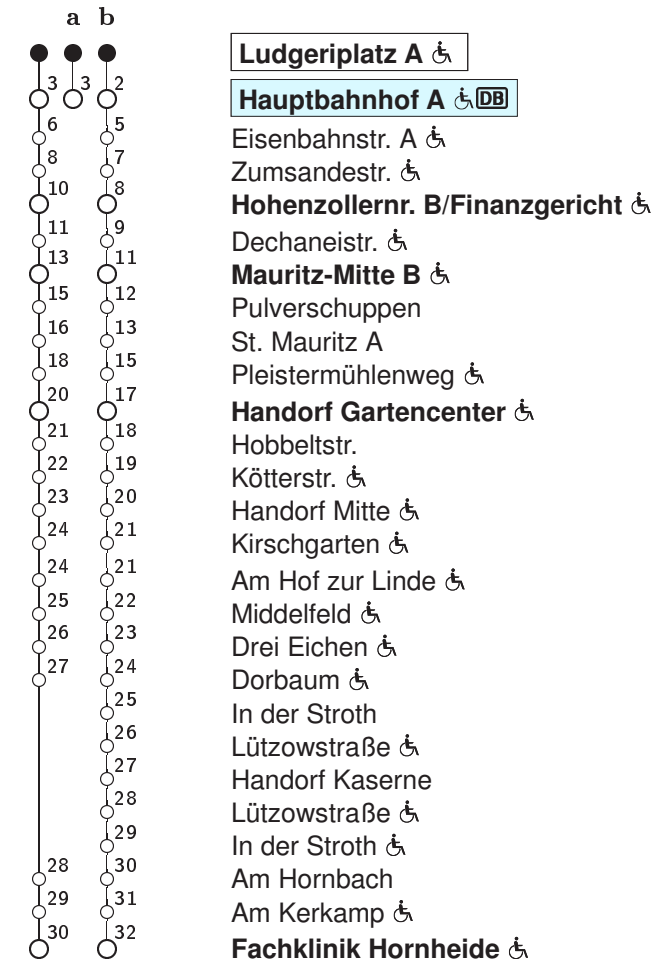 a b
Ludgeriplatz A
3 3 2 Hauptbahnhof A DB
6 5 Eisenbahnstr. A
8 7 Zumsandestr.
10 8 Hohenzollernr. B/Finanzgericht
11 9 Dechaneistr.
13 11 Mauritz-Mitte B
15 12 Pulverschuppen
16 13 St. Mauritz A
18 15 Pleistermühlenweg
20 17 Handorf Gartencenter
21 18 Hobbeltstr.
22 19 Kötterstr.
23 20 Handorf Mitte
24 21 Kirschgarten
24 21 Am Hof zur Linde
25 22 Middelfeld
26 23 Drei Eichen
27 24 Dorbaum
25 In der Stroth
26 Lützowstraße
27 Handorf Kaserne
28 Lützowstraße
29 In der Stroth
28 30 Am Hornbach
29 31 Am Kerkamp
30 32 Fachklinik Hornheide